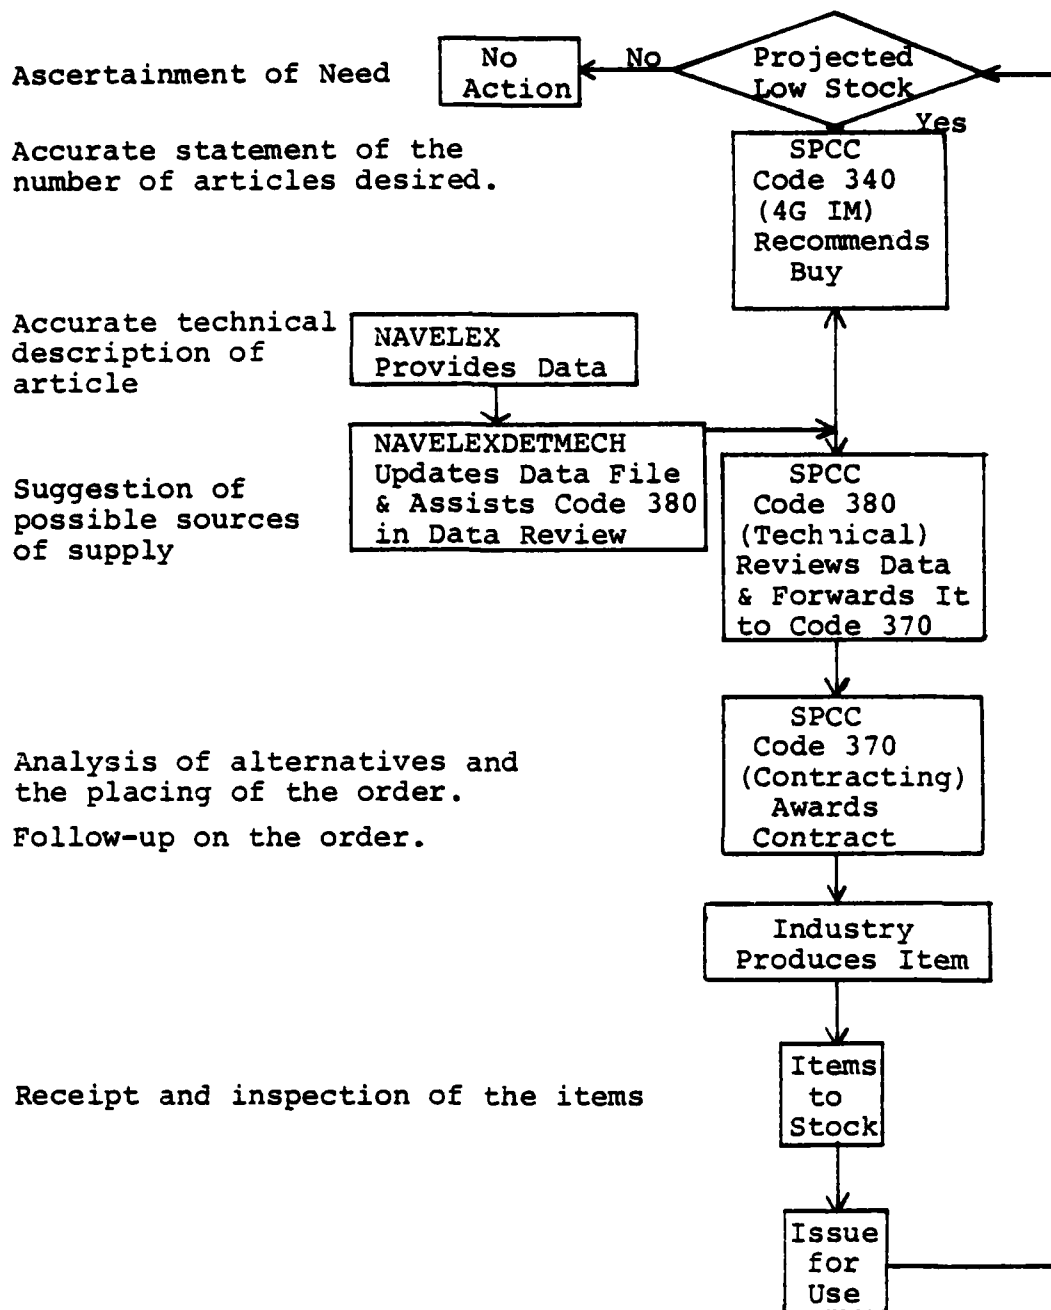 Ascertainment of Need
No
Action
No
Projected
Low Stock
Yes
Accurate statement of the
number of articles desired.
SPCC
Code 340
(4G IM)
Recommends
Buy
Accurate technical
description of
article
NAVELEX
Provides Data
NAVELEXDETMECH
Updates Data File
& Assists Code 380
in Data Review
Suggestion of
possible sources
of supply
SPCC
Code 380
(Technical)
Reviews Data
& Forwards It
to Code 370
SPCC
Code 370
(Contracting)
Awards
Contract
Analysis of alternatives and
the placing of the order.
Follow-up on the order.
Industry
Produces Item
Items
to
Stock
Receipt and inspection of the items
Issue
for
Use